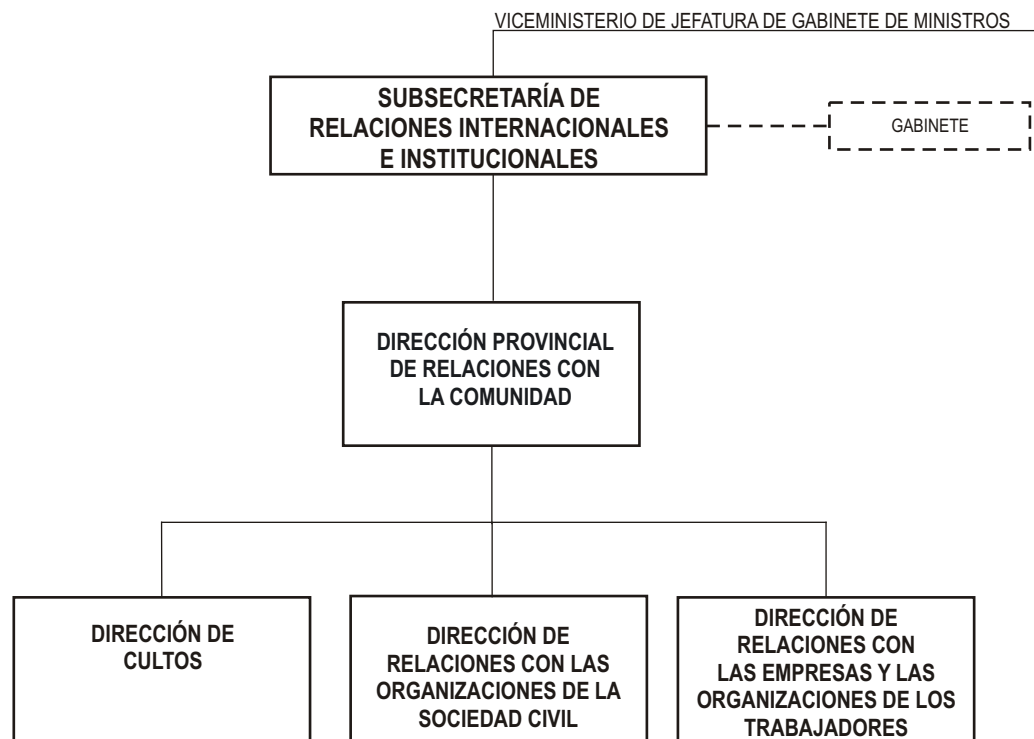 VICEMINISTERIO DE JEFATURA DE GABINETE DE MINISTROS
SUBSECRETARÍA DE
RELACIONES INTERNACIONALES
E INSTITUCIONALES
GABINETE
DIRECCIÓN PROVINCIAL
DE RELACIONES CON
LA COMUNIDAD
DIRECCIÓN DE
CULTOS
DIRECCIÓN DE
RELACIONES CON LAS
ORGANIZACIONES DE LA
SOCIEDAD CIVIL
DIRECCIÓN DE
RELACIONES CON
LAS EMPRESAS Y LAS
ORGANIZACIONES DE LOS
TRABAJADORES